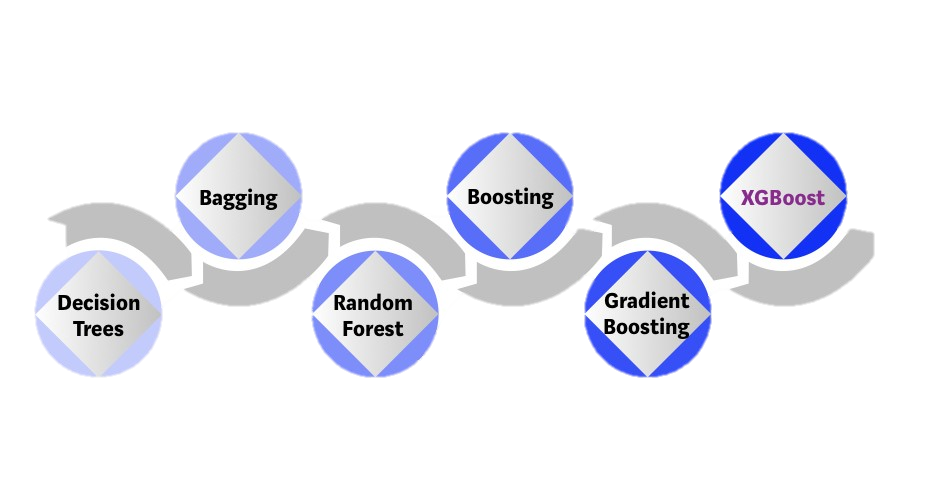 Decision
Trees
Bagging
Random
Forest
Boosting
Gradient
Boosting
XGBoost